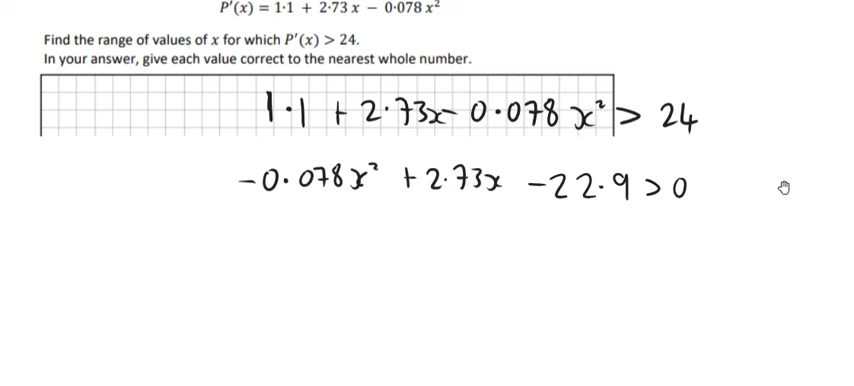 P′(x) = 1·1 + 2·73 x − 0·078 x²
Find the range of values of x for which P′(x) > 24.
In your answer, give each value correct to the nearest whole number.
1·1 + 2·73x − 0·078 x² > 24
−0·078x² + 2·73x − 22·9 > 0